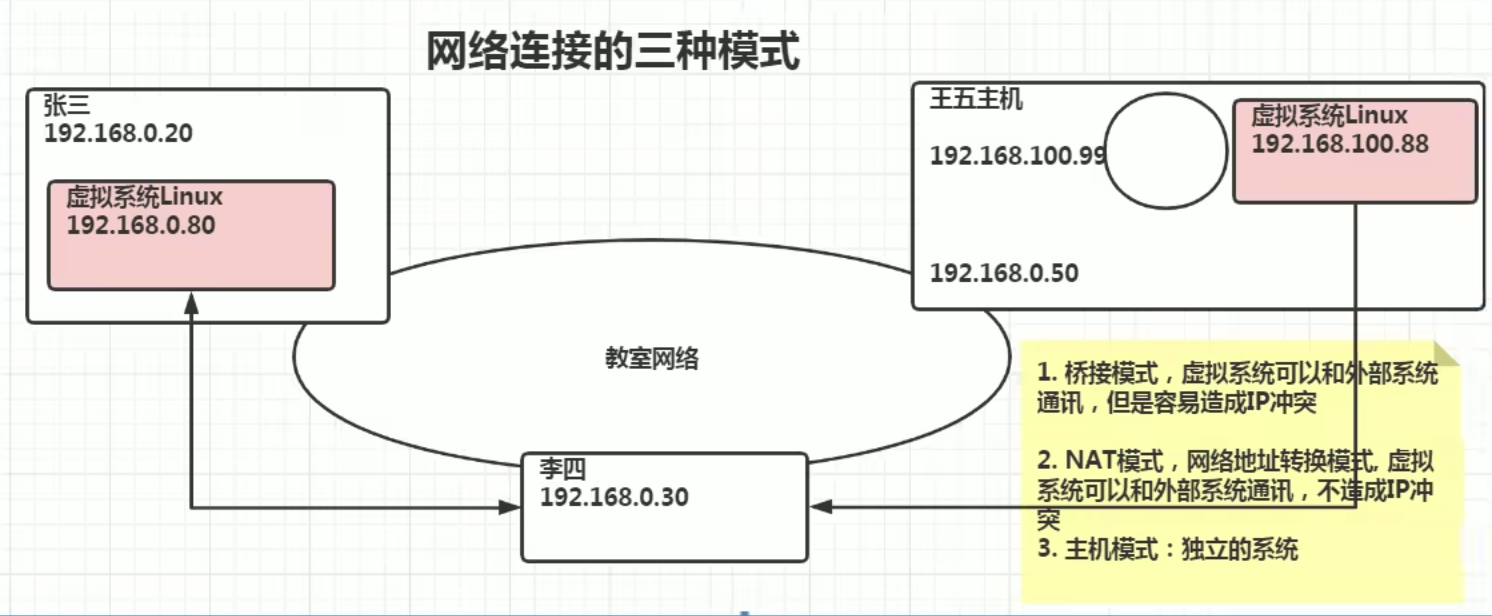 网络连接的三种模式
张三
192.168.0.20
虚拟系统Linux
192.168.0.80
王五主机
192.168.100.99
虚拟系统Linux
192.168.100.88
192.168.0.50
教室网络
李四
192.168.0.30
1. 桥接模式，虚拟系统可以和外部系统
通讯，但是容易造成IP冲突
2. NAT模式，网络地址转换模式, 虚拟
系统可以和外部系统通讯，不造成IP冲
突
3. 主机模式：独立的系统